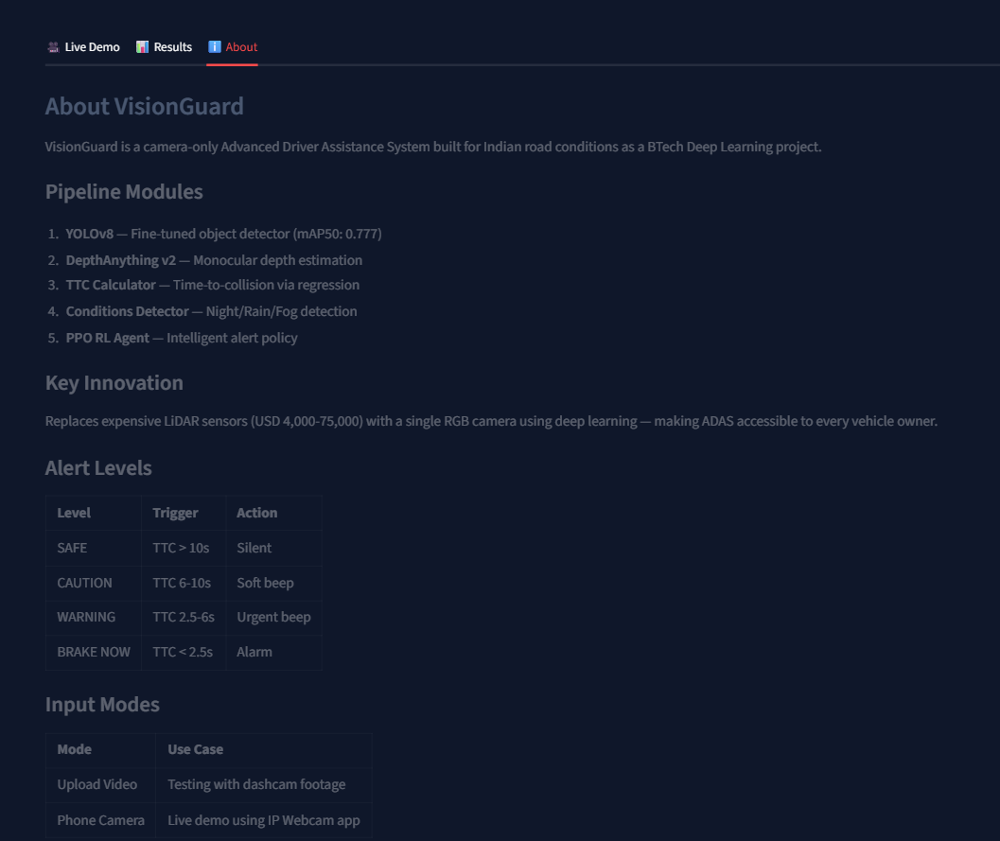 Live Demo Results About
About VisionGuard
VisionGuard is a camera-only Advanced Driver Assistance System built for Indian road conditions as a BTech Deep Learning project.
Pipeline Modules
1. YOLOv8 — Fine-tuned object detector (mAP50: 0.777)
2. DepthAnything v2 — Monocular depth estimation
3. TTC Calculator — Time-to-collision via regression
4. Conditions Detector — Night/Rain/Fog detection
5. PPO RL Agent — Intelligent alert policy
Key Innovation
Replaces expensive LiDAR sensors (USD 4,000-75,000) with a single RGB camera using deep learning — making ADAS accessible to every vehicle owner.
Alert Levels
Level Trigger Action
SAFE TTC > 10s Silent
CAUTION TTC 6-10s Soft beep
WARNING TTC 2.5-6s Urgent beep
BRAKE NOW TTC < 2.5s Alarm
Input Modes
Mode Use Case
Upload Video Testing with dashcam footage
Phone Camera Live demo using IP Webcam app